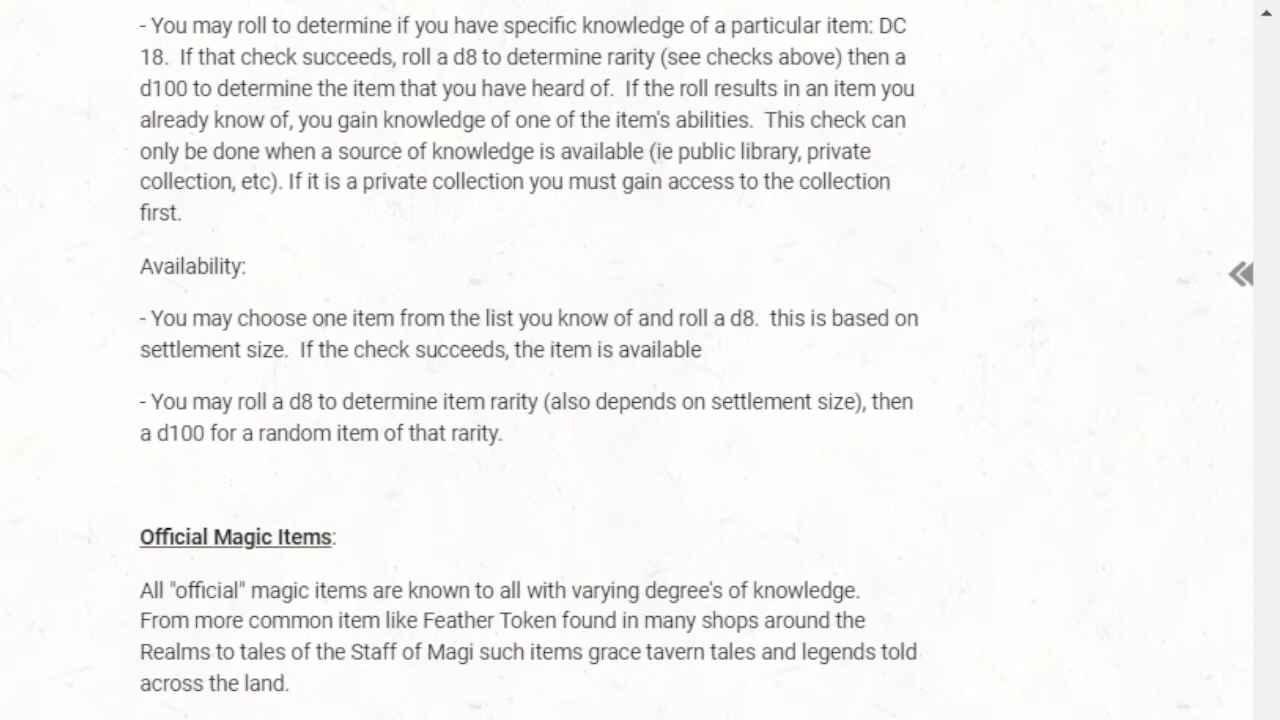 - You may roll to determine if you have specific knowledge of a particular item: DC
18.  If that check succeeds, roll a d8 to determine rarity (see checks above) then a
d100 to determine the item that you have heard of.  If the roll results in an item you
already know of, you gain knowledge of one of the item's abilities.  This check can
only be done when a source of knowledge is available (ie public library, private
collection, etc). If it is a private collection you must gain access to the collection
first.
Availability:
- You may choose one item from the list you know of and roll a d8.  this is based on
settlement size.  If the check succeeds, the item is available
- You may roll a d8 to determine item rarity (also depends on settlement size), then
a d100 for a random item of that rarity.
Official Magic Items:
All "official" magic items are known to all with varying degree's of knowledge.
From more common item like Feather Token found in many shops around the
Realms to tales of the Staff of Magi such items grace tavern tales and legends told
across the land.